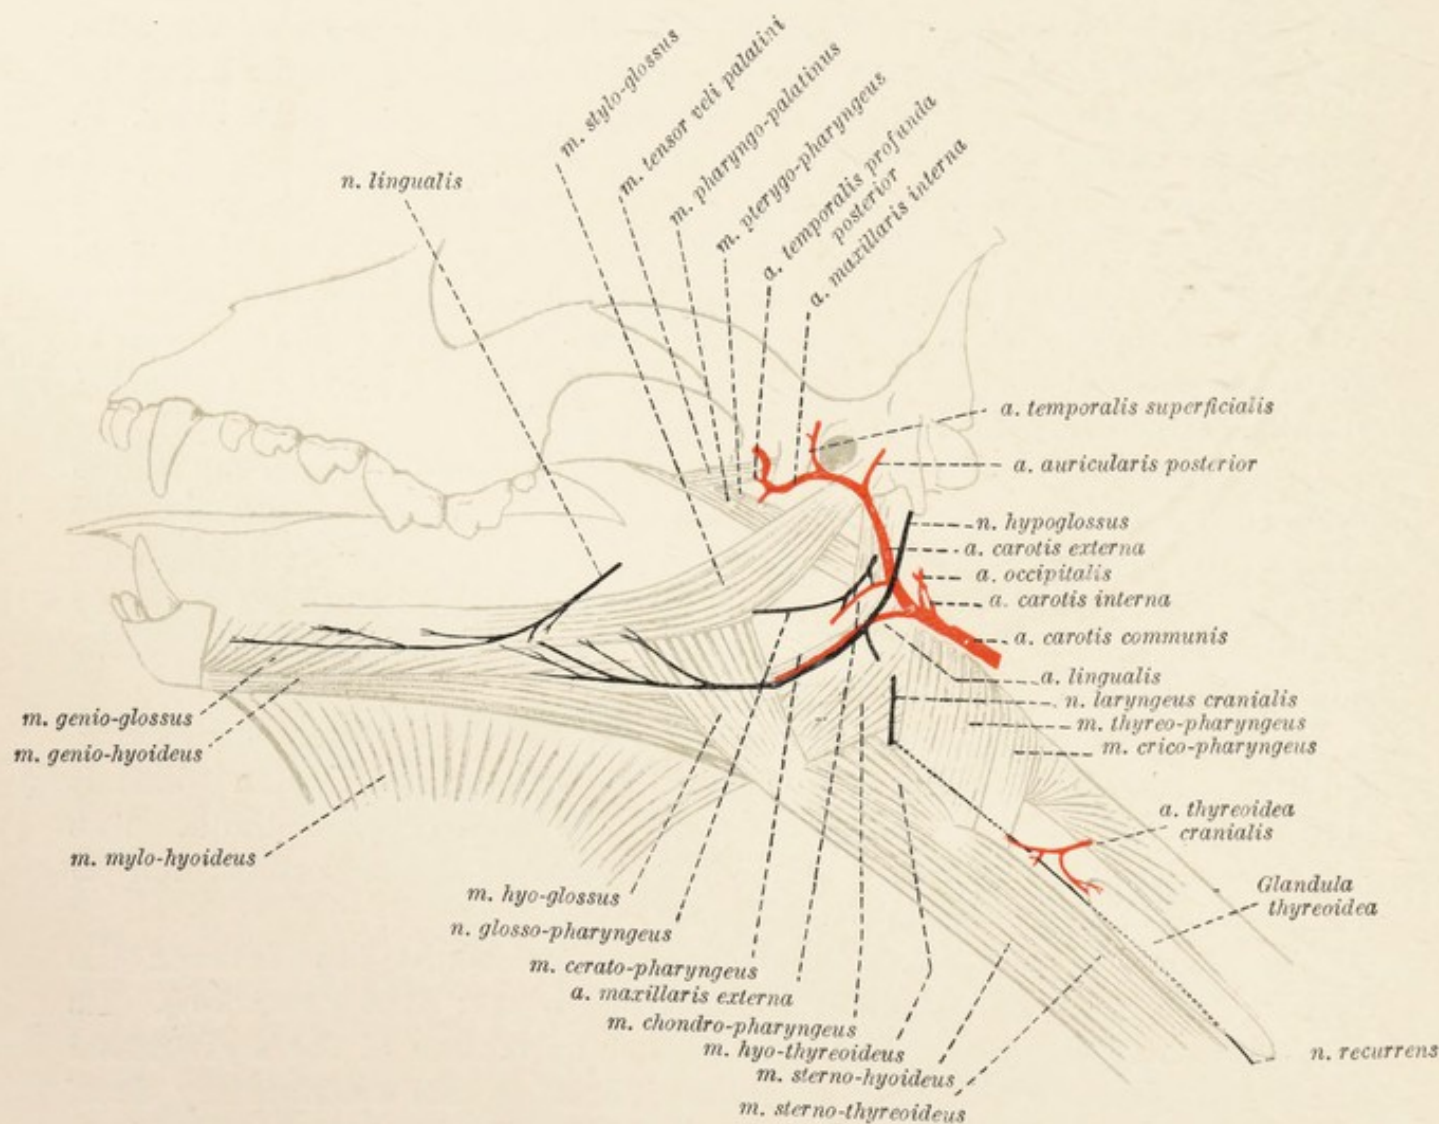 m. stylo-glossus
m. tensor veli palatini
m. pharyngo-palatinus
m. pterygo-pharyngeus
a. temporalis profunda
posterior
a. maxillaris interna
n. lingualis
a. temporalis superficialis
a. auricularis posterior
n. hypoglossus
a. carotis externa
a. occipitalis
a. carotis interna
a. carotis communis
a. lingualis
n. laryngeus cranialis
m. thyreo-pharyngeus
m. crico-pharyngeus
a. thyreoidea
cranialis
Glandula
thyreoidea
n. recurrens
m. genio-glossus
m. genio-hyoideus
m. mylo-hyoideus
m. hyo-glossus
n. glosso-pharyngeus
m. cerato-pharyngeus
a. maxillaris externa
m. chondro-pharyngeus
m. hyo-thyreoideus
m. sterno-hyoideus
m. sterno-thyreoideus